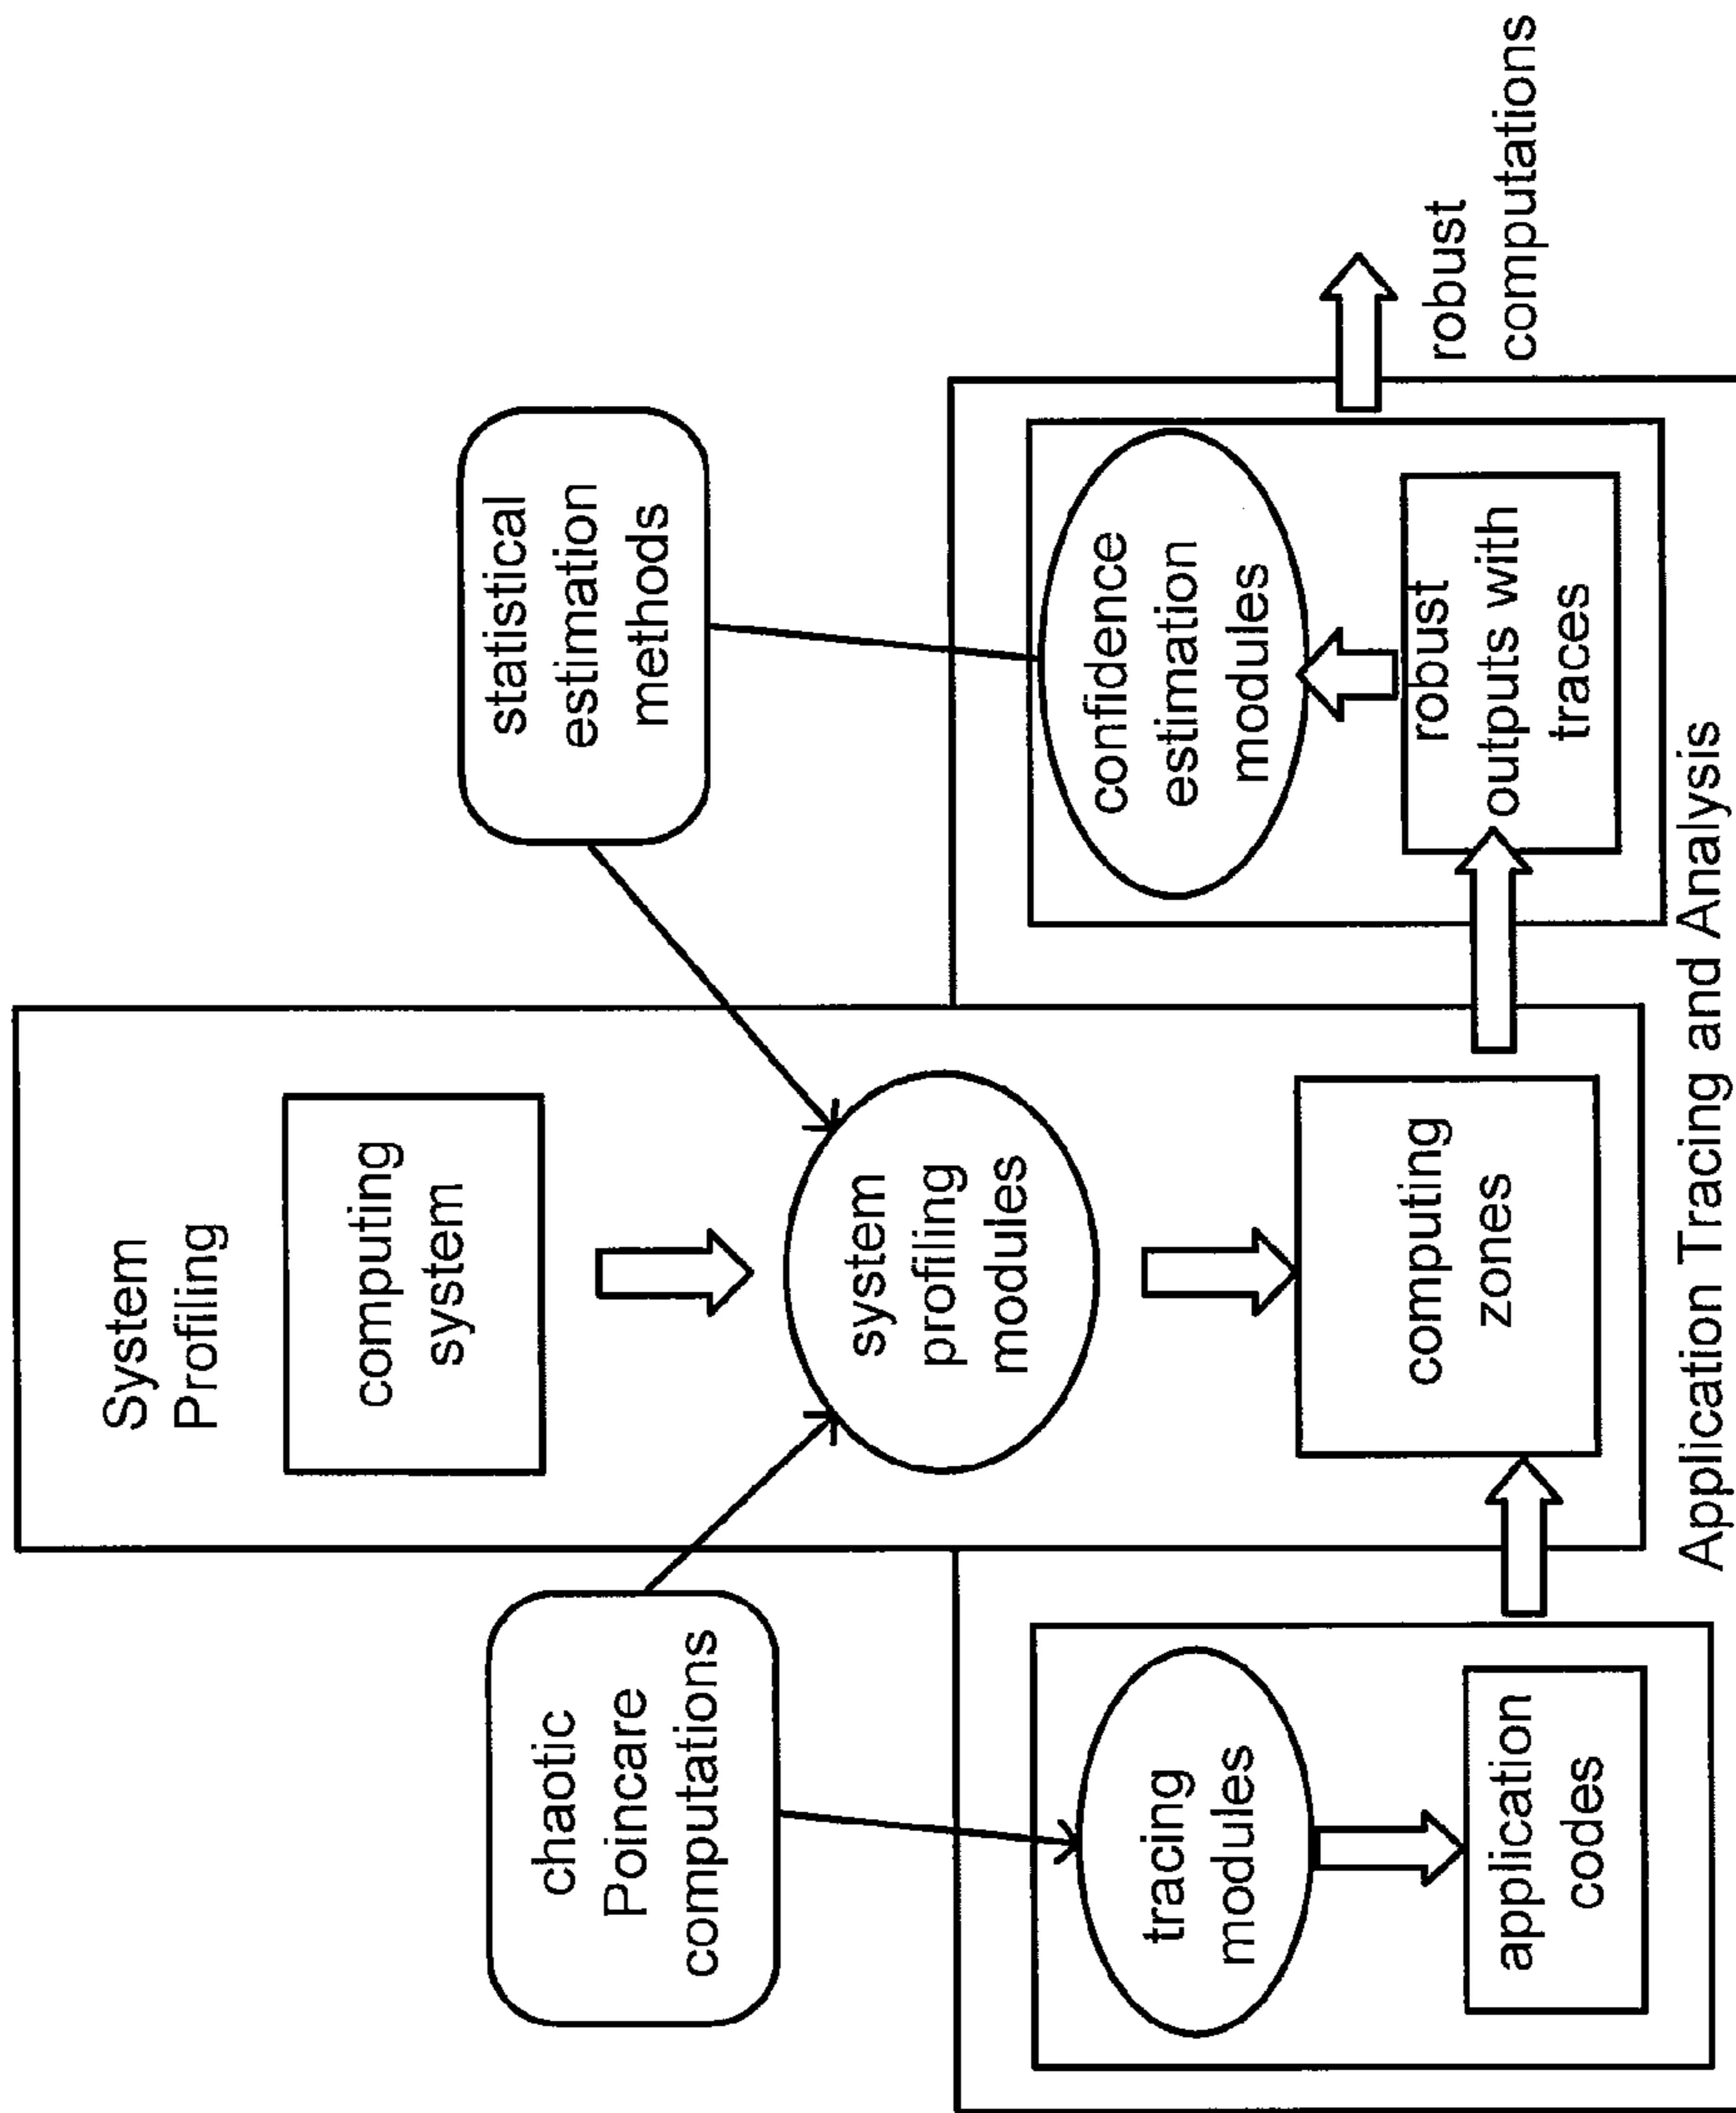 System
Profiling
computing
system
chaotic
Poincare
computations
statistical
estimation
methods
system
profiling
modules
tracing
modules
confidence
estimation
modules
application
codes
computing
zones
robust
outputs with
traces
robust
computations
Application Tracing and Analysis